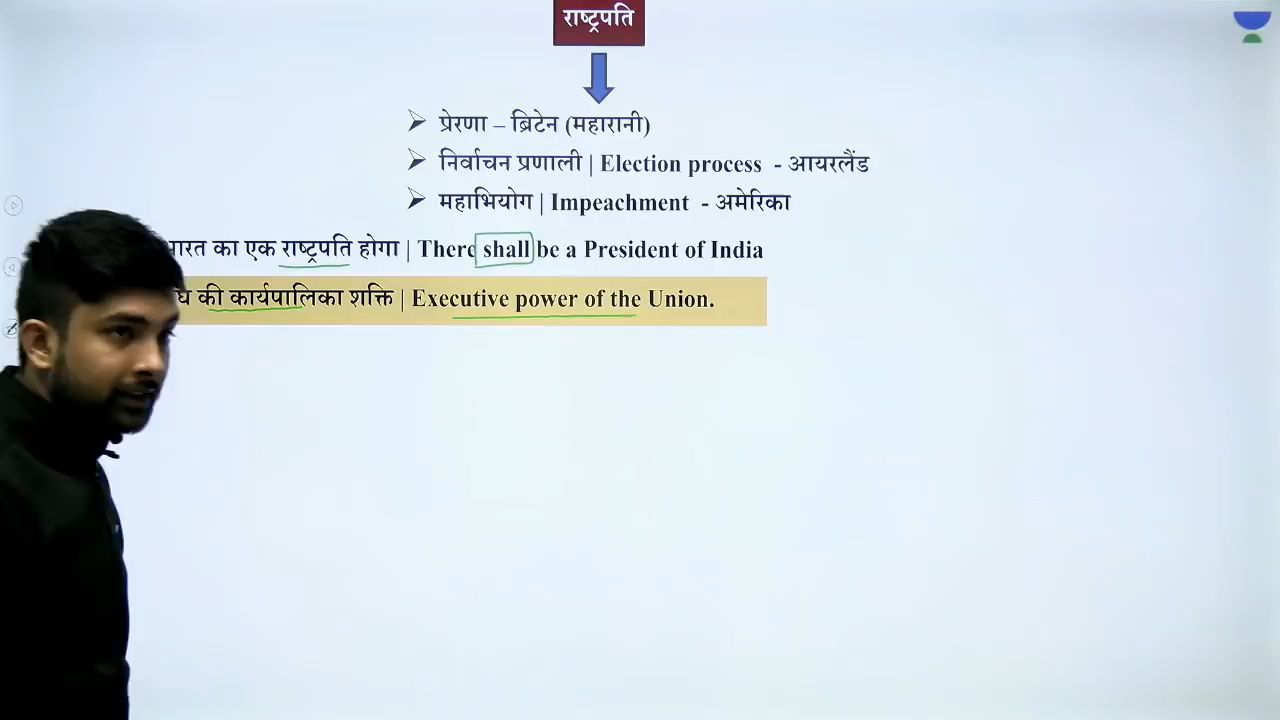 राष्ट्रपति
प्रेरणा – ब्रिटेन (महारानी)
निर्वाचन प्रणाली | Election process - आयरलैंड
महाभियोग | Impeachment - अमेरिका
का एक राष्ट्रपति होगा | There shall be a President of India
की कार्यपालिका शक्ति | Executive power of the Union.